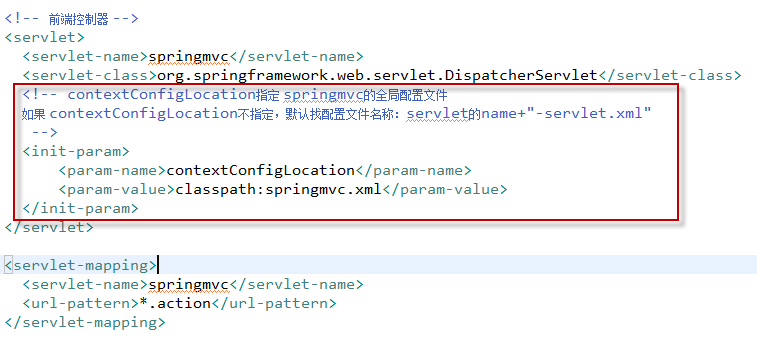 <!-- 前端控制器 -->
<servlet>
<servlet-name>springmvc</servlet-name>
<servlet-class>org.springframework.web.servlet.DispatcherServlet</servlet-class>
<!-- contextConfigLocation指定 springmvc的全局配置文件
如果 contextConfigLocation不指定，默认找配置文件名称：servlet的name+"-servlet.xml"
-->
<init-param>
<param-name>contextConfigLocation</param-name>
<param-value>classpath:springmvc.xml</param-value>
</init-param>
</servlet>
<servlet-mapping>
<servlet-name>springmvc</servlet-name>
<url-pattern>*.action</url-pattern>
</servlet-mapping>